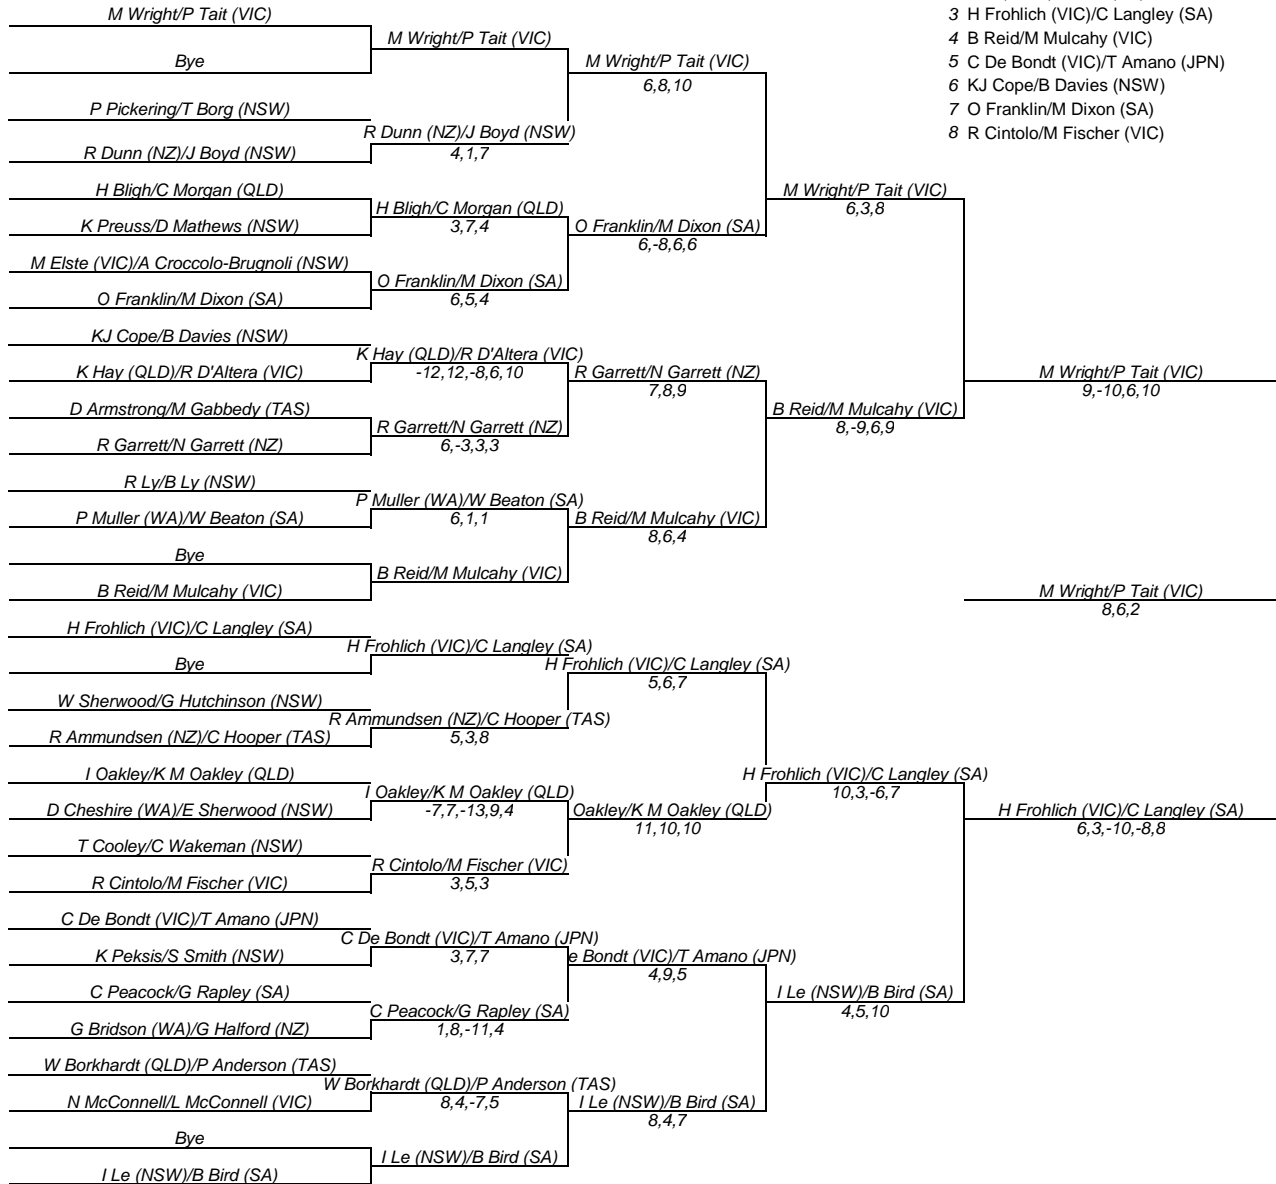 3 H Frohlich (VIC)/C Langley (SA)
4 B Reid/M Mulcahy (VIC)
5 C De Bondt (VIC)/T Amano (JPN)
6 KJ Cope/B Davies (NSW)
7 O Franklin/M Dixon (SA)
8 R Cintolo/M Fischer (VIC)
M Wright/P Tait (VIC)
Bye
P Pickering/T Borg (NSW)
R Dunn (NZ)/J Boyd (NSW)
H Bligh/C Morgan (QLD)
K Preuss/D Mathews (NSW)
M Elste (VIC)/A Croccolo-Brugnoli (NSW)
O Franklin/M Dixon (SA)
KJ Cope/B Davies (NSW)
K Hay (QLD)/R D'Altera (VIC)
D Armstrong/M Gabbedy (TAS)
R Garrett/N Garrett (NZ)
R Ly/B Ly (NSW)
P Muller (WA)/W Beaton (SA)
Bye
B Reid/M Mulcahy (VIC)
H Frohlich (VIC)/C Langley (SA)
Bye
W Sherwood/G Hutchinson (NSW)
R Ammundsen (NZ)/C Hooper (TAS)
I Oakley/K M Oakley (QLD)
D Cheshire (WA)/E Sherwood (NSW)
T Cooley/C Wakeman (NSW)
R Cintolo/M Fischer (VIC)
C De Bondt (VIC)/T Amano (JPN)
K Peksis/S Smith (NSW)
C Peacock/G Rapley (SA)
G Bridson (WA)/G Halford (NZ)
W Borkhardt (QLD)/P Anderson (TAS)
N McConnell/L McConnell (VIC)
Bye
I Le (NSW)/B Bird (SA)
M Wright/P Tait (VIC)
R Dunn (NZ)/J Boyd (NSW)
4,1,7
H Bligh/C Morgan (QLD)
3,7,4
O Franklin/M Dixon (SA)
6,5,4
K Hay (QLD)/R D'Altera (VIC)
-12,12,-8,6,10
R Garrett/N Garrett (NZ)
6,-3,3,3
P Muller (WA)/W Beaton (SA)
6,1,1
B Reid/M Mulcahy (VIC)
H Frohlich (VIC)/C Langley (SA)
R Ammundsen (NZ)/C Hooper (TAS)
5,3,8
I Oakley/K M Oakley (QLD)
-7,7,-13,9,4
R Cintolo/M Fischer (VIC)
3,5,3
C De Bondt (VIC)/T Amano (JPN)
3,7,7
C Peacock/G Rapley (SA)
1,8,-11,4
W Borkhardt (QLD)/P Anderson (TAS)
8,4,-7,5
I Le (NSW)/B Bird (SA)
M Wright/P Tait (VIC)
6,8,10
O Franklin/M Dixon (SA)
6,-8,6,6
R Garrett/N Garrett (NZ)
7,8,9
B Reid/M Mulcahy (VIC)
8,6,4
H Frohlich (VIC)/C Langley (SA)
5,6,7
Oakley/K M Oakley (QLD)
11,10,10
e Bondt (VIC)/T Amano (JPN)
4,9,5
I Le (NSW)/B Bird (SA)
8,4,7
M Wright/P Tait (VIC)
6,3,8
B Reid/M Mulcahy (VIC)
8,-9,6,9
H Frohlich (VIC)/C Langley (SA)
10,3,-6,7
I Le (NSW)/B Bird (SA)
4,5,10
M Wright/P Tait (VIC)
9,-10,6,10
M Wright/P Tait (VIC)
8,6,2
H Frohlich (VIC)/C Langley (SA)
6,3,-10,-8,8